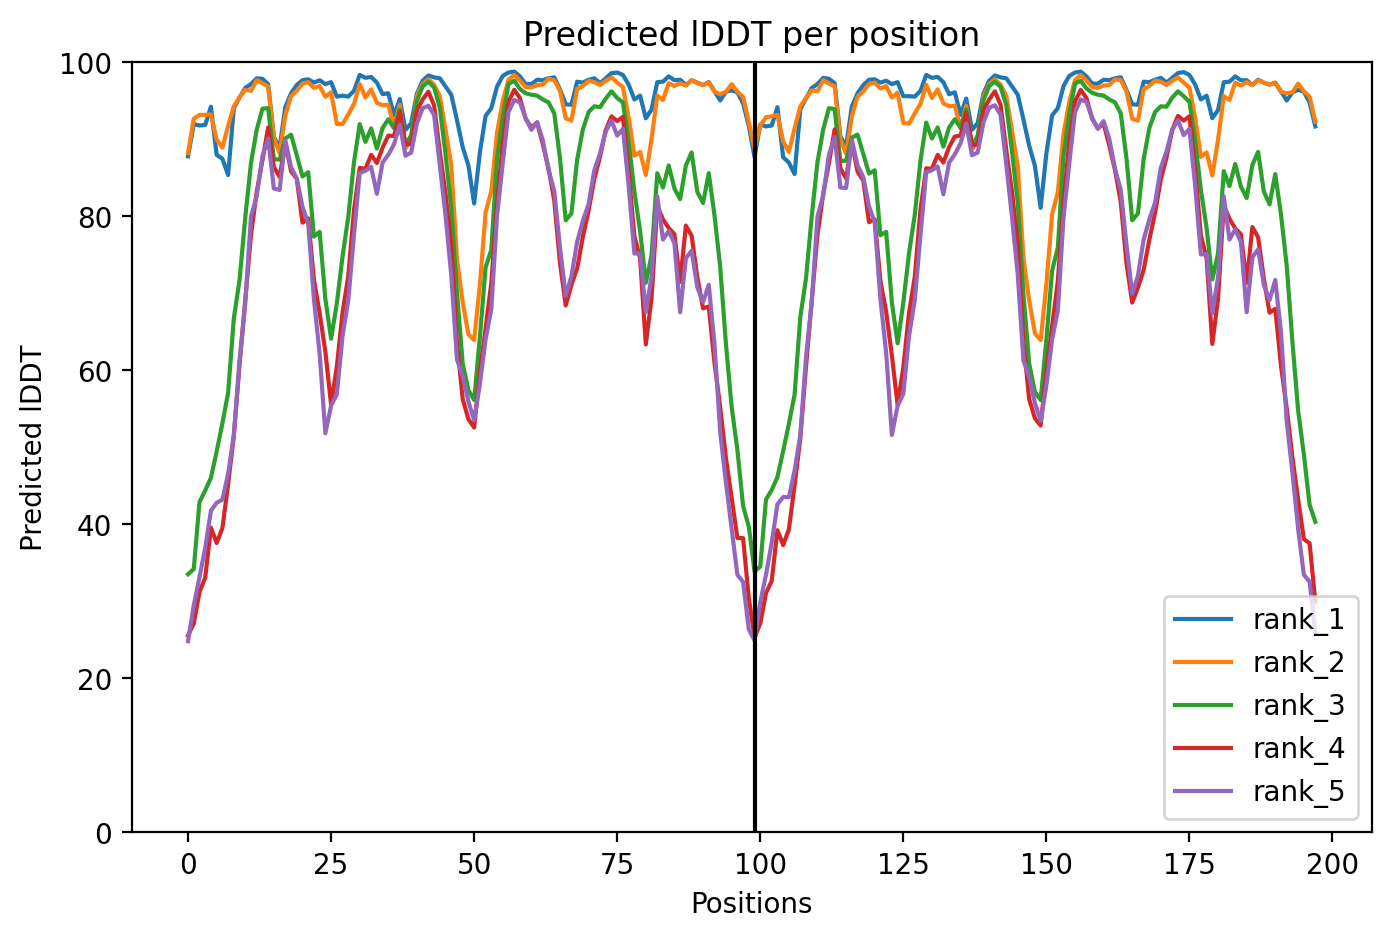 Predicted lDDT per position
100
80
60
40
20
0
Predicted lDDT
0 25 50 75 100 125 150 175 200
Positions
rank_1
rank_2
rank_3
rank_4
rank_5